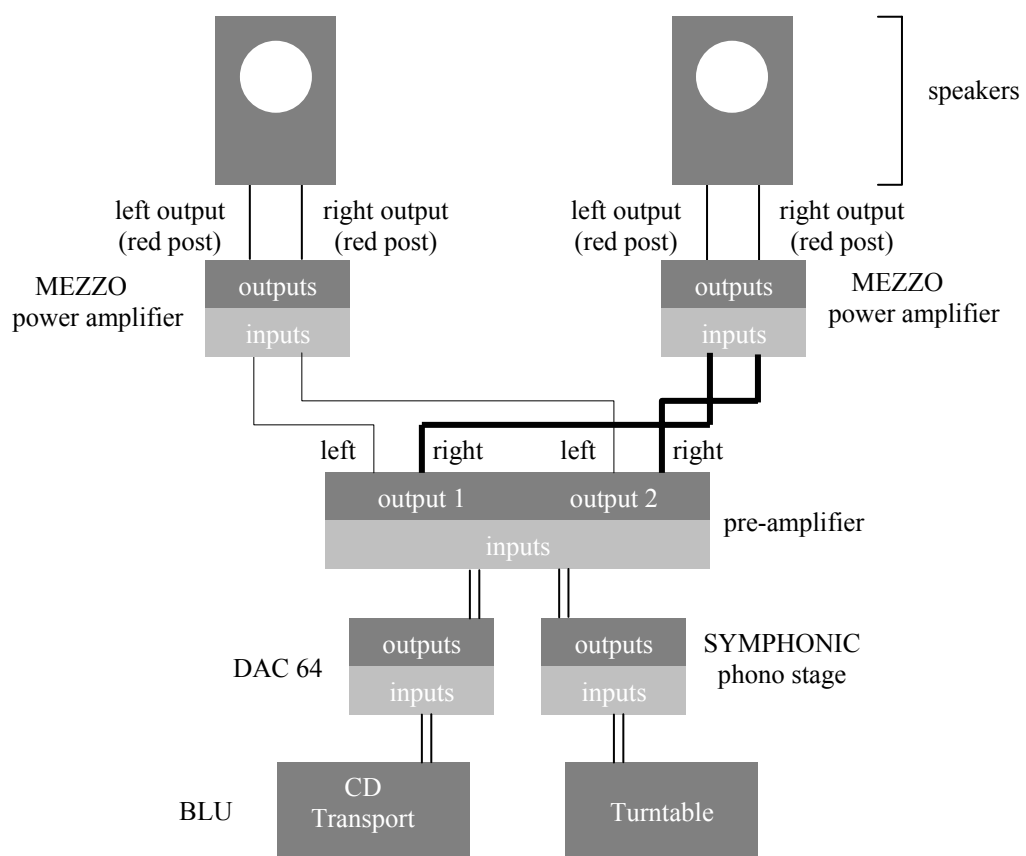 speakers
left output
(red post)
right output
(red post)
left output
(red post)
right output
(red post)
MEZZO
power amplifier
outputs
inputs
outputs
inputs
MEZZO
power amplifier
left
right
left
right
output 1
output 2
inputs
pre-amplifier
DAC 64
outputs
inputs
outputs
inputs
SYMPHONIC
phono stage
BLU
CD
Transport
Turntable